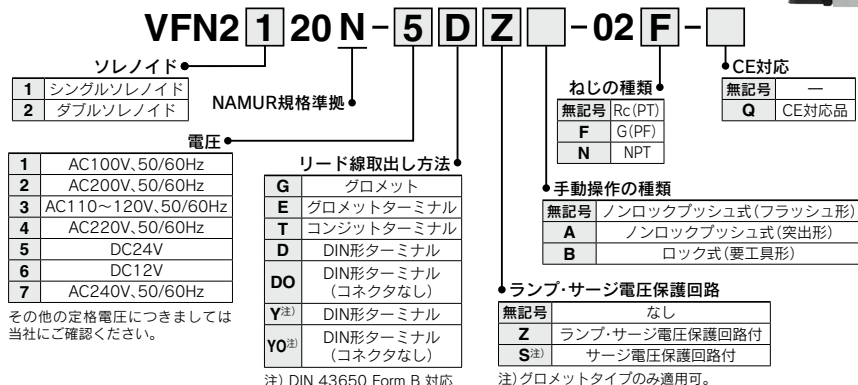 VFN2 1 20 N - 5 D Z □ - 02 F - □
ソレノイド
1 シングルソレノイド
2 ダブルソレノイド
NAMUR規格準拠
電圧
1 AC100V、50/60Hz
2 AC200V、50/60Hz
3 AC110～120V、50/60Hz
4 AC220V、50/60Hz
5 DC24V
6 DC12V
7 AC240V、50/60Hz
その他の定格電圧につきましては
当社にご確認ください。
リード線取出し方法
G グロメット
E グロメットターミナル
T コンジットターミナル
D DIN形ターミナル
DO DIN形ターミナル
（コネクタなし）
Y注） DIN形ターミナル
YO注） DIN形ターミナル
（コネクタなし）
注）DIN 43650 Form B 対応
ねじの種類
無記号 Rc（PT）
F G（PF）
N NPT
CE対応
無記号 ―
Q CE対応品
手動操作の種類
無記号 ノンロックプッシュ式（フラッシュ形）
A ノンロックプッシュ式（突出形）
B ロック式（要工具形）
ランプ・サージ電圧保護回路
無記号 なし
Z ランプ・サージ電圧保護回路付
S注） サージ電圧保護回路付
注）グロメットタイプのみ適用可。